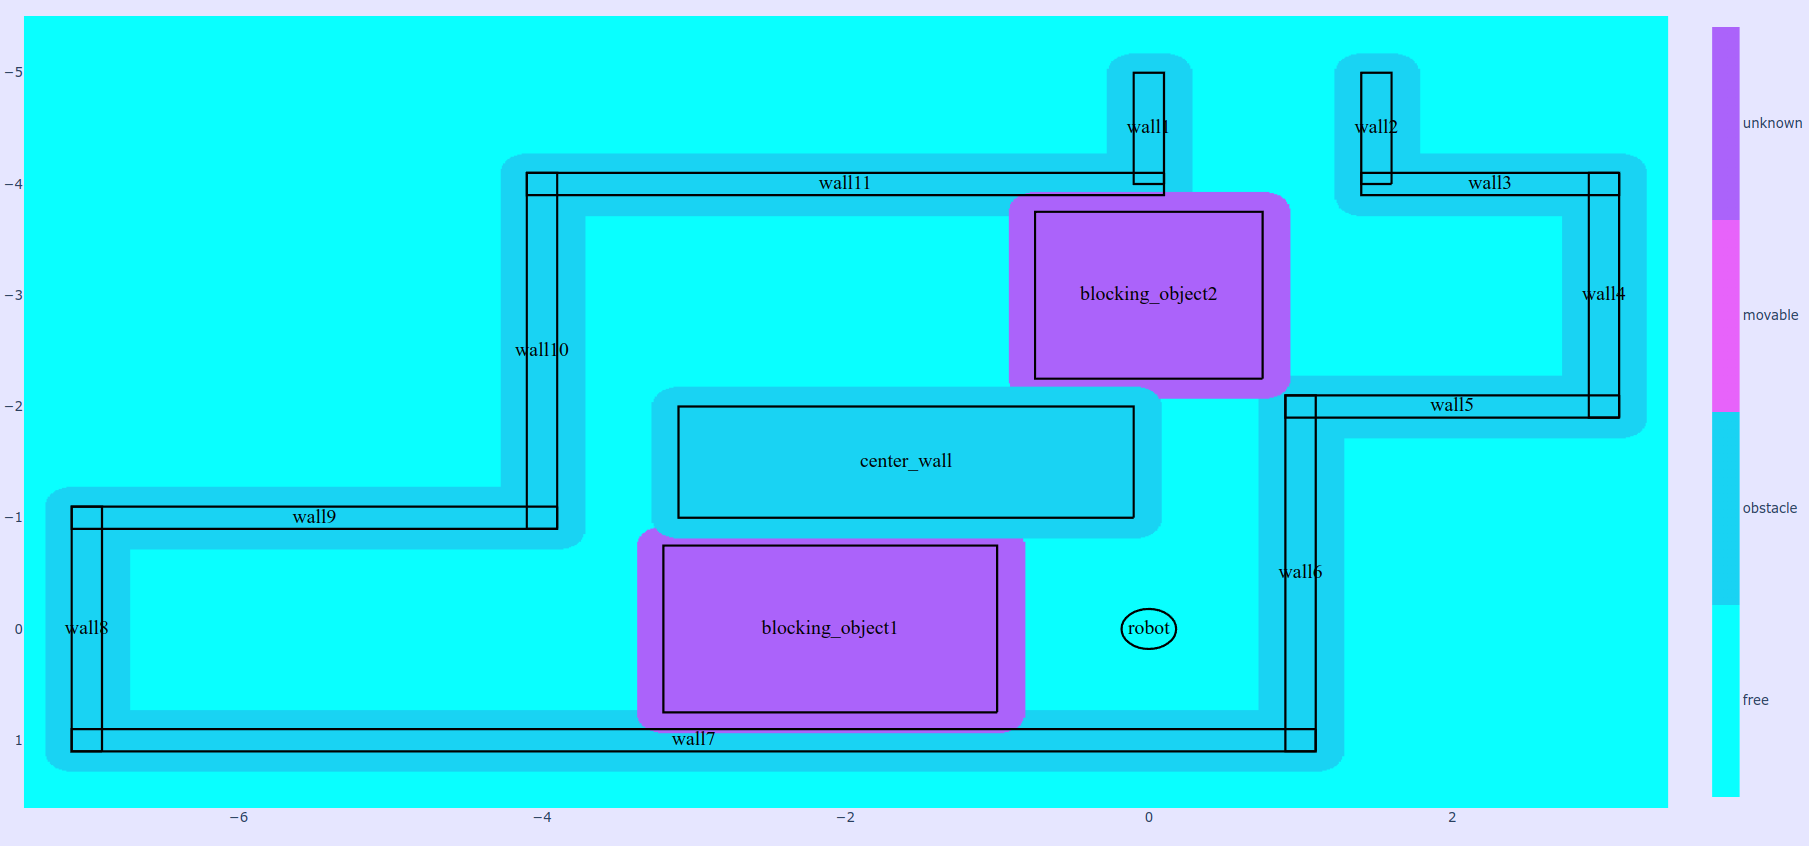 −5
−4
−3
−2
−1
0
1
−6
−4
−2
0
2
wall1
wall2
wall11
wall3
blocking_object2
wall4
wall10
wall5
center_wall
wall9
wall6
wall8
blocking_object1
robot
wall7
unknown
movable
obstacle
free